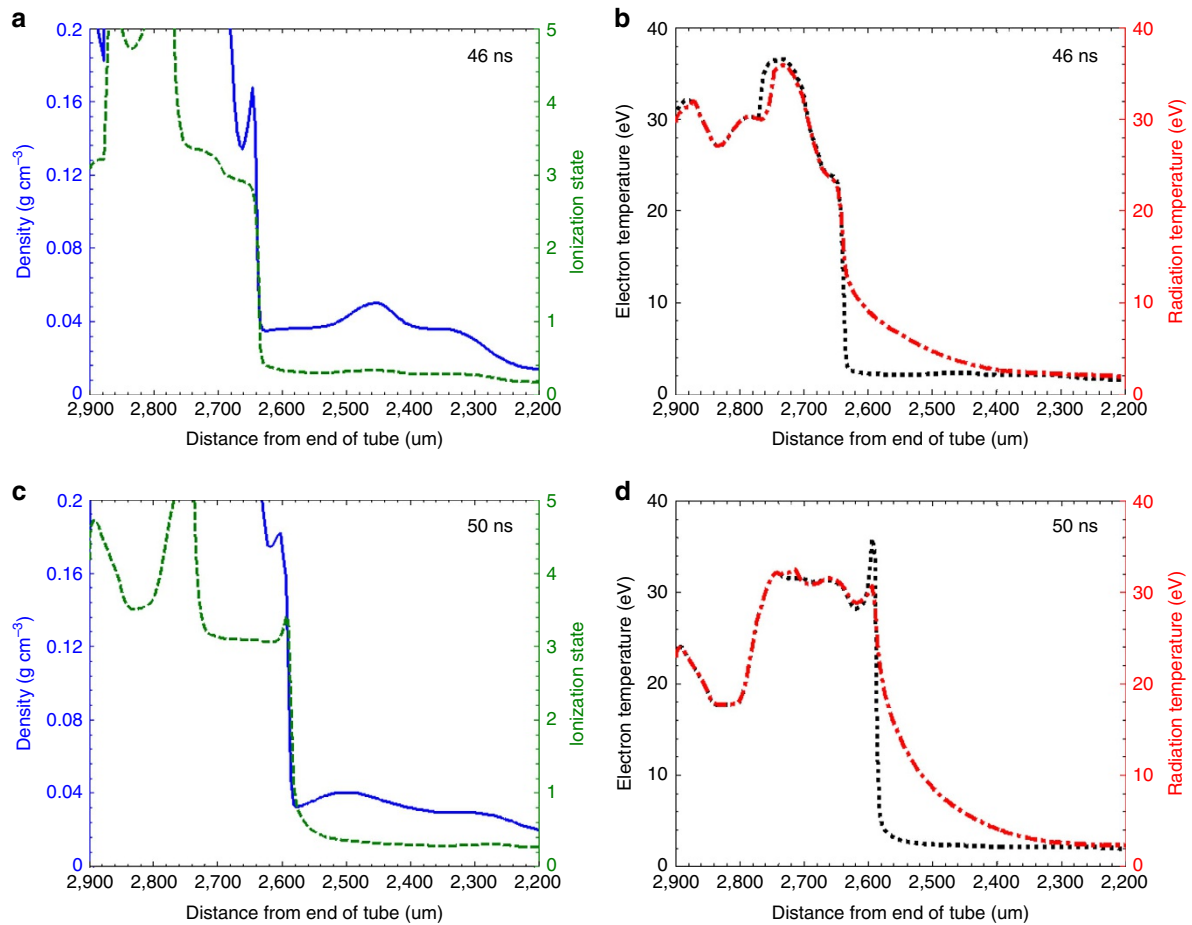 a
0.2
0.16
0.12
0.08
0.04
0
Density (g cm⁻³)
5
4
3
2
1
0
Ionization state
46 ns
2,900 2,800 2,700 2,600 2,500 2,400 2,300 2,200
Distance from end of tube (um)
b
40
30
20
10
0
Electron temperature (eV)
40
30
20
10
0
Radiation temperature (eV)
46 ns
2,900 2,800 2,700 2,600 2,500 2,400 2,300 2,200
Distance from end of tube (um)
c
0.2
0.16
0.12
0.08
0.04
0
Density (g cm⁻³)
5
4
3
2
1
0
Ionization state
50 ns
2,900 2,800 2,700 2,600 2,500 2,400 2,300 2,200
Distance from end of tube (um)
d
40
30
20
10
0
Electron temperature (eV)
40
30
20
10
0
Radiation temperature (eV)
50 ns
2,900 2,800 2,700 2,600 2,500 2,400 2,300 2,200
Distance from end of tube (um)